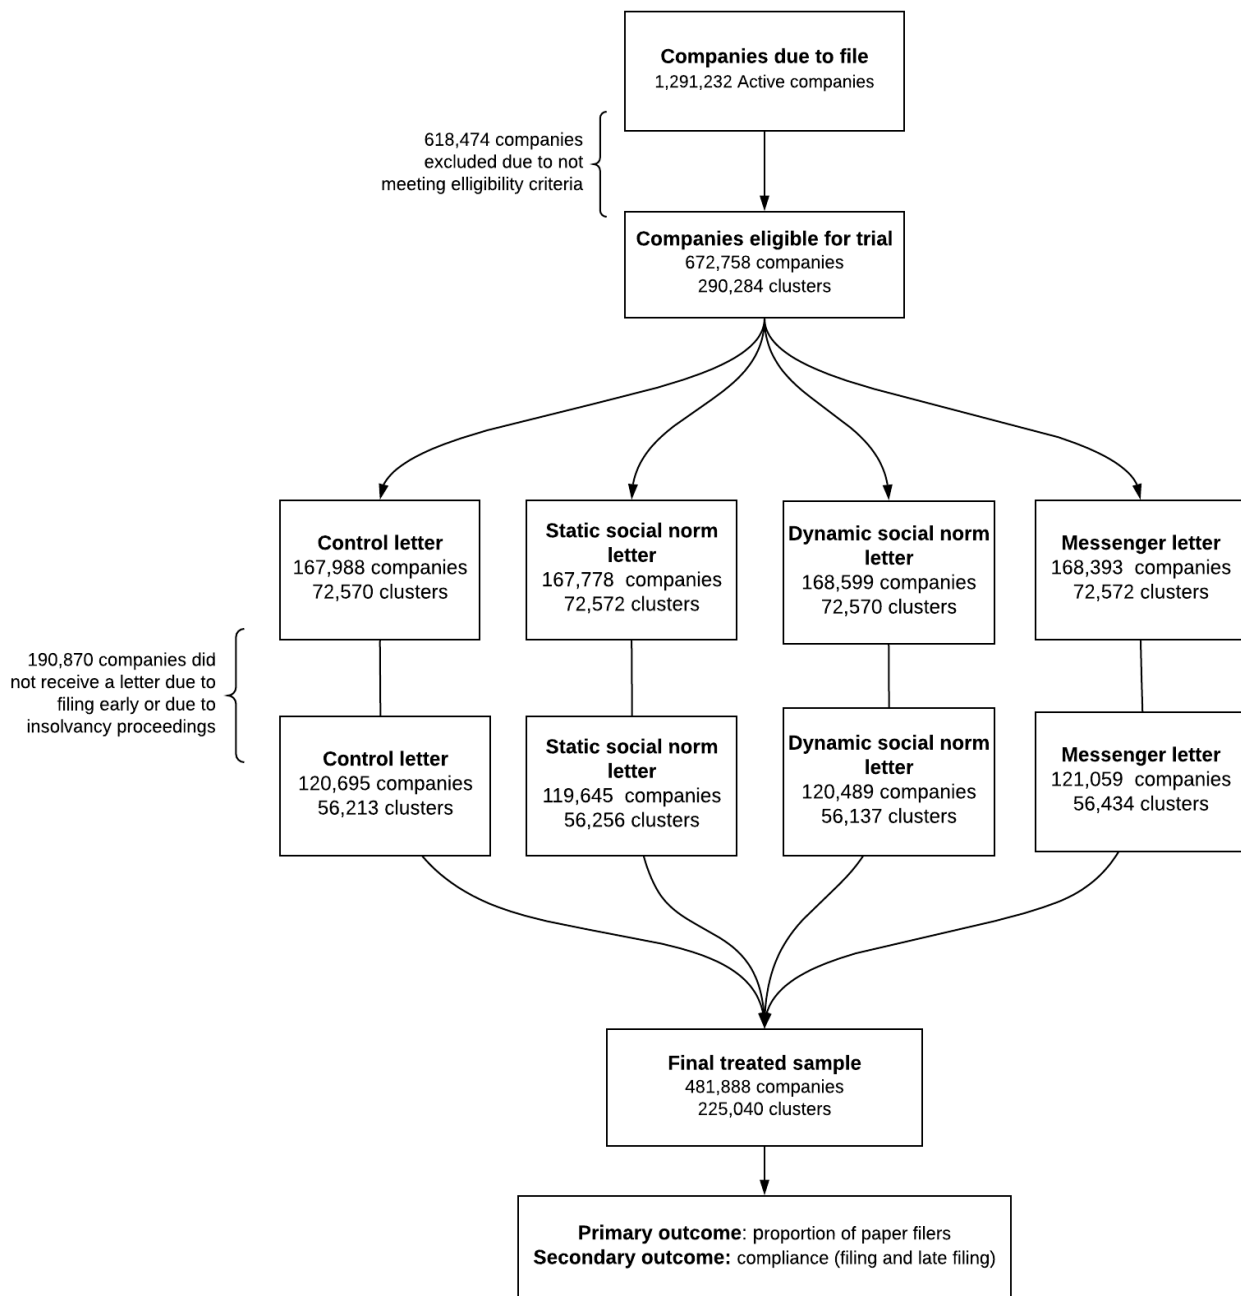 Companies due to file
1,291,232 Active companies
618,474 companies
excluded due to not
meeting elligibility criteria
Companies eligible for trial
672,758 companies
290,284 clusters
Control letter
167,988 companies
72,570 clusters
Static social norm
letter
167,778 companies
72,572 clusters
Dynamic social norm
letter
168,599 companies
72,570 clusters
Messenger letter
168,393 companies
72,572 clusters
190,870 companies did
not receive a letter due to
filing early or due to
insolvancy proceedings
Control letter
120,695 companies
56,213 clusters
Static social norm
letter
119,645 companies
56,256 clusters
Dynamic social norm
letter
120,489 companies
56,137 clusters
Messenger letter
121,059 companies
56,434 clusters
Final treated sample
481,888 companies
225,040 clusters
Primary outcome: proportion of paper filers
Secondary outcome: compliance (filing and late filing)